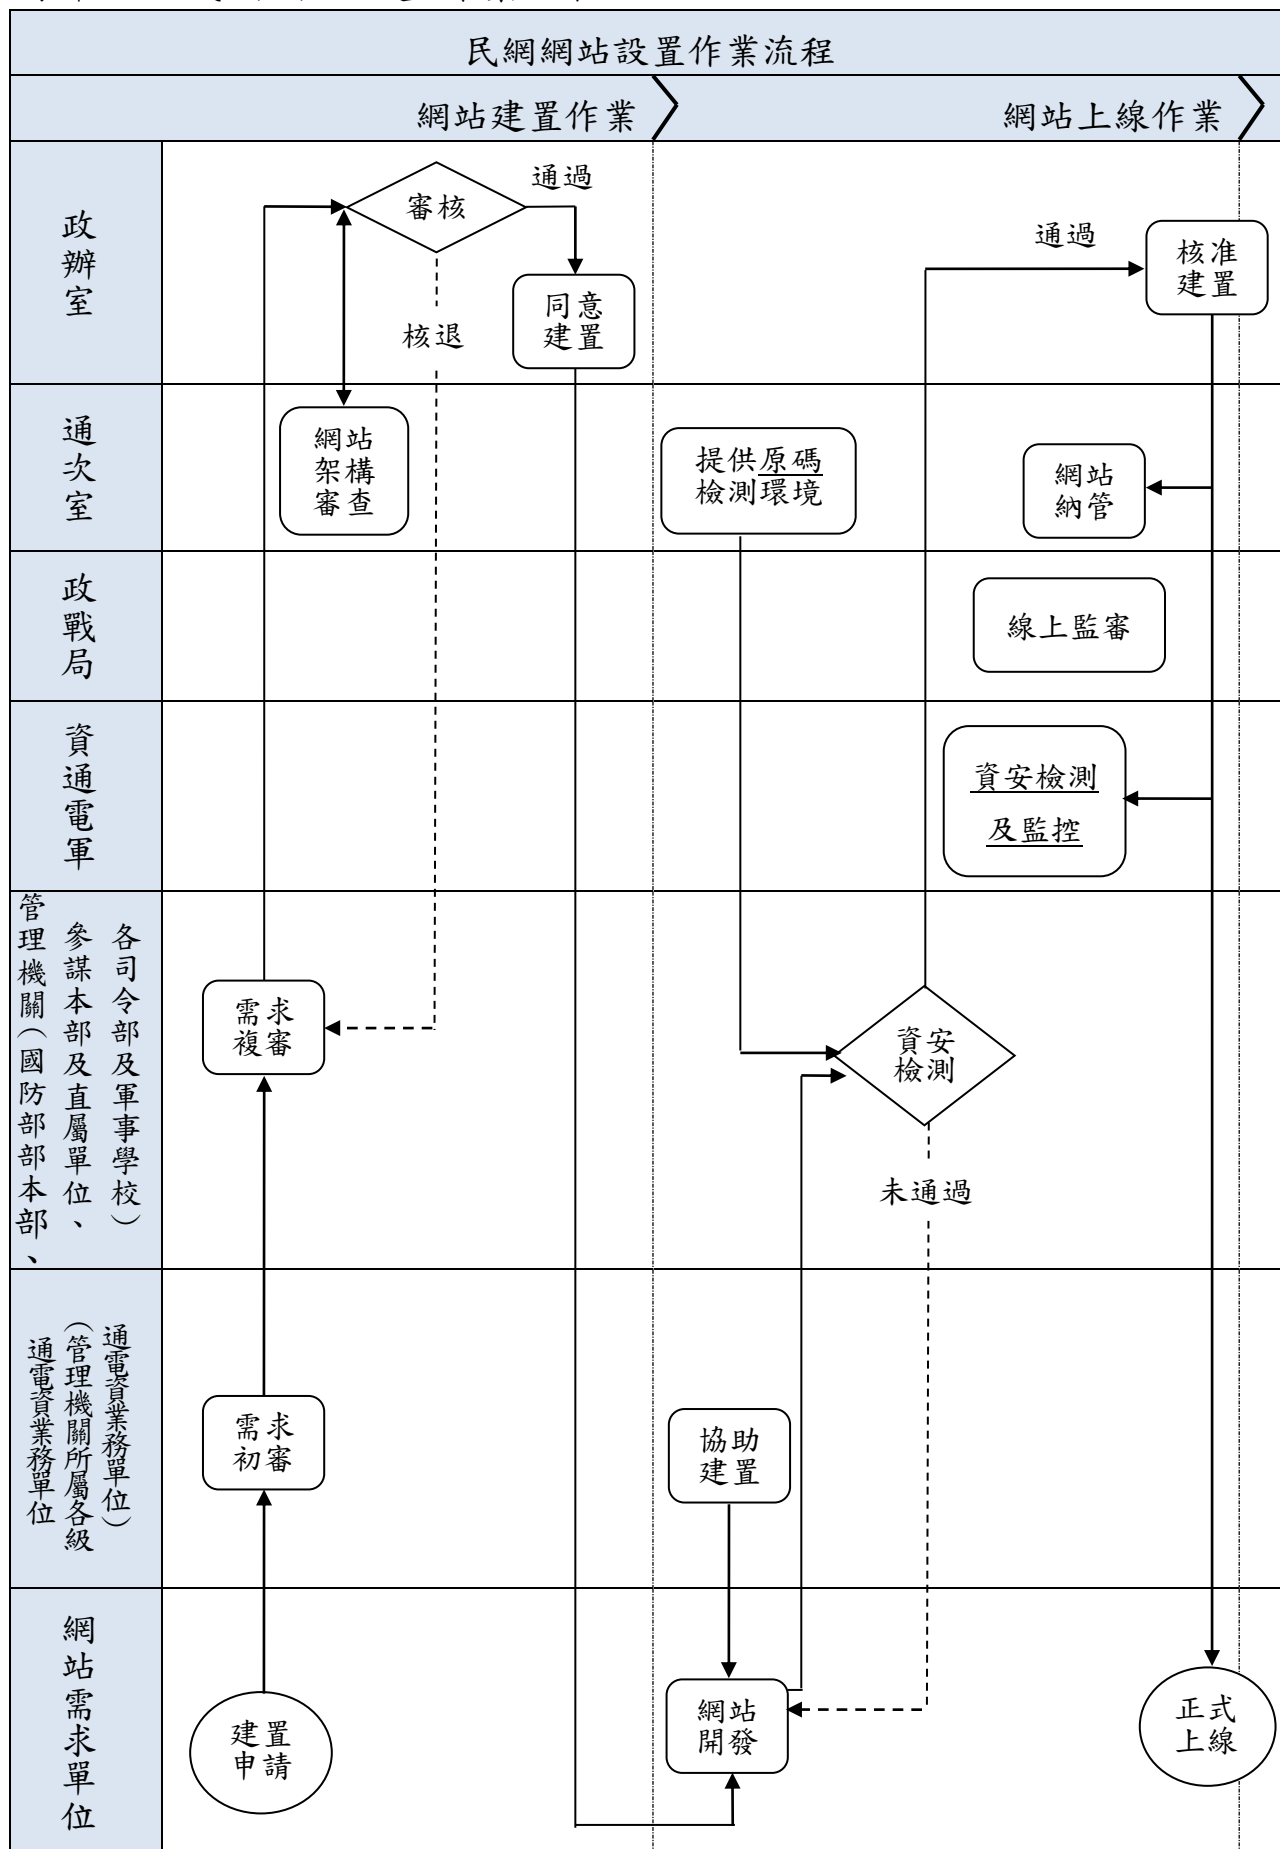 民網網站設置作業流程
網站建置作業
網站上線作業
政辦室
審核
通過
同意
建置
核退
通過
核准
建置
通次室
網站
架構
審查
提供原碼
檢測環境
網站
納管
政戰局
線上監審
資通電軍
資安檢測
及監控
管理機關（國防部部本部、
參謀本部及直屬單位、
各司令部及軍事學校）
需求
複審
資安
檢測
未通過
通電資業務單位
（管理機關所屬各級
通電資業務單位）
需求
初審
協助
建置
網站需求單位
建置
申請
網站
開發
正式
上線